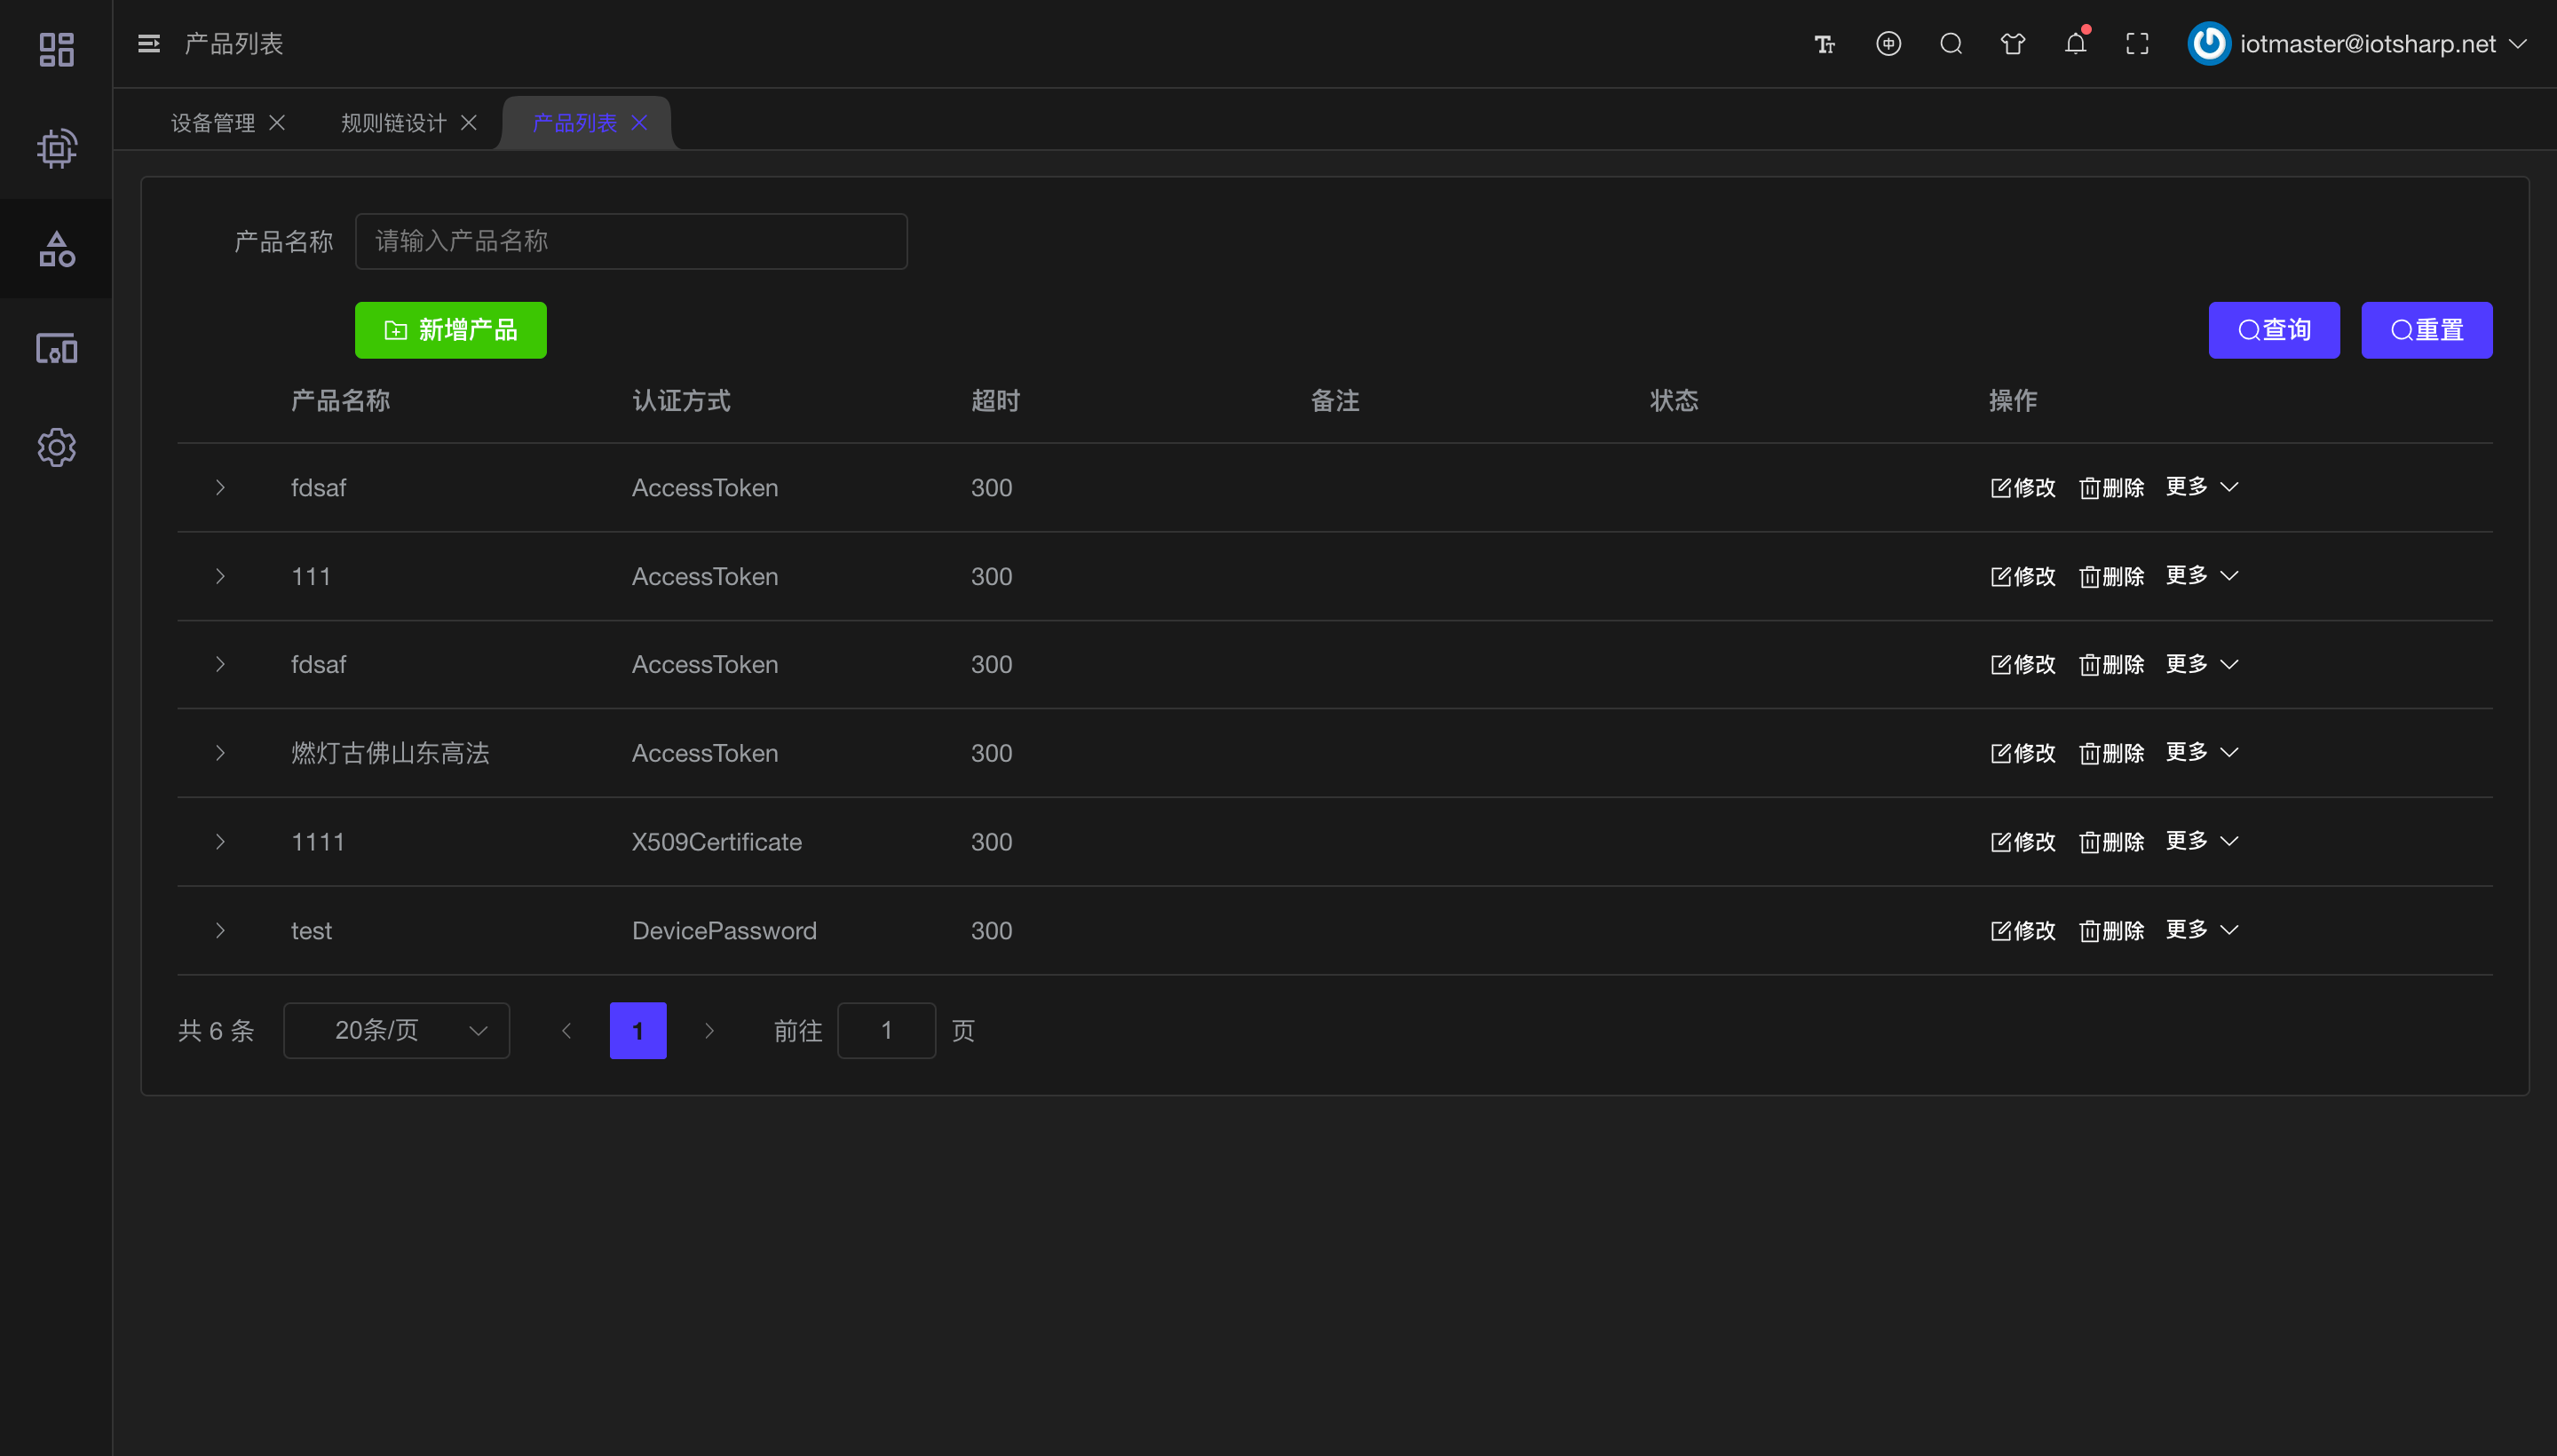 产品列表
iotmaster@iotsharp.net
设备管理 规则链设计 产品列表
产品名称 请输入产品名称
新增产品 查询 重置
产品名称 认证方式 超时 备注 状态 操作
fdsaf AccessToken 300 修改 删除 更多
111 AccessToken 300 修改 删除 更多
fdsaf AccessToken 300 修改 删除 更多
燃灯古佛山东高法 AccessToken 300 修改 删除 更多
1111 X509Certificate 300 修改 删除 更多
test DevicePassword 300 修改 删除 更多
共 6 条 20条/页 1 前往 1 页